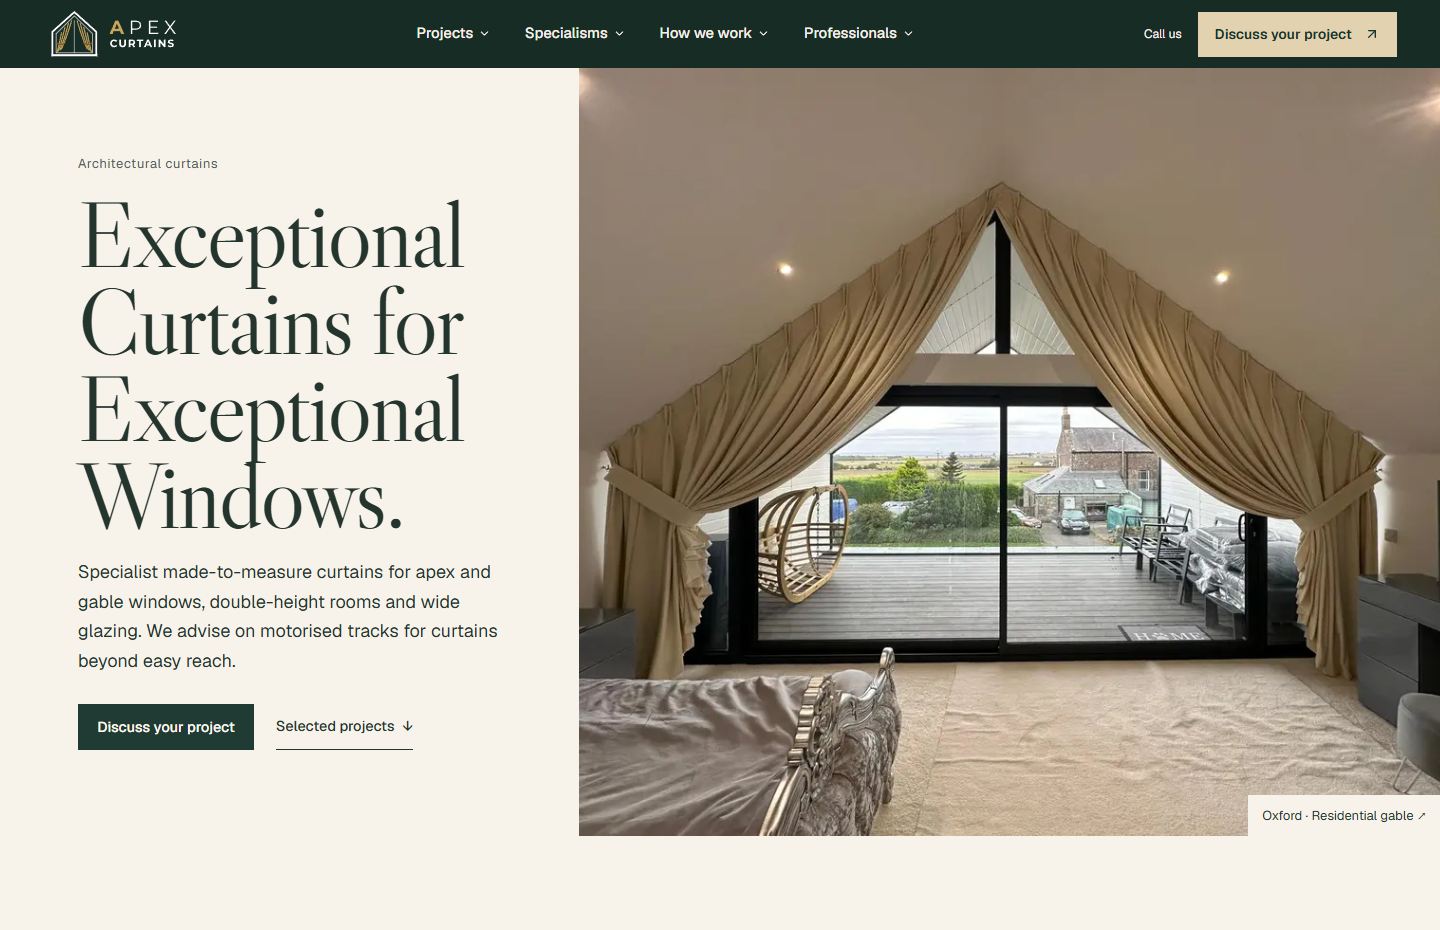 APEX
CURTAINS
Projects
Specialisms
How we work
Professionals
Call us
Discuss your project ↗
Architectural curtains
Exceptional
Curtains for
Exceptional
Windows.
Specialist made-to-measure curtains for apex and
gable windows, double-height rooms and wide
glazing. We advise on motorised tracks for curtains
beyond easy reach.
Discuss your project
Selected projects ↓
HOME
Oxford · Residential gable ↗